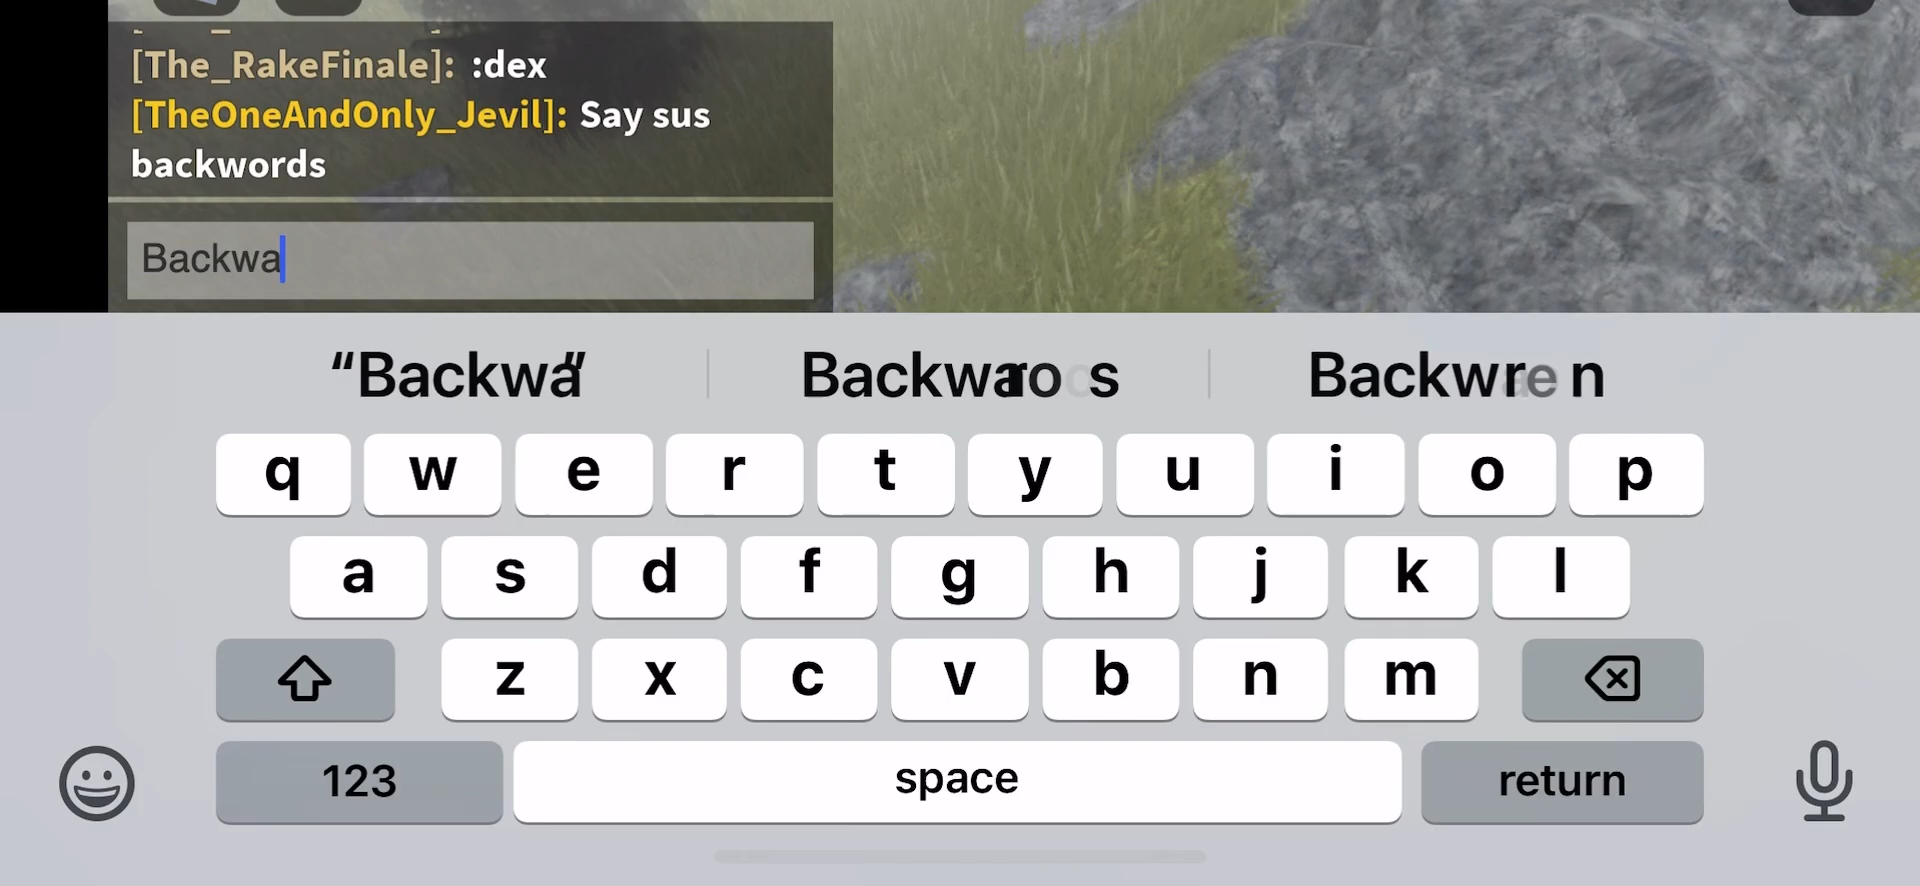 [The_RakeFinale]: :dex
[TheOneAndOnly_Jevil]: Say sus
backwords
Backwa
“Backwa”
q w e r t y u i o p
a s d f g h j k l
z x c v b n m
123 space return